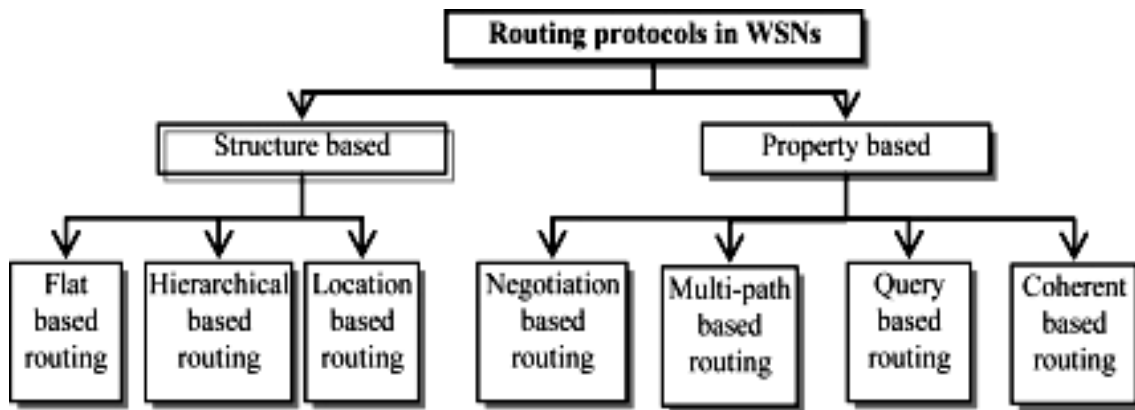 Routing protocols in WSNs
Structure based
Property based
Flat
based
routing
Hierarchical
based
routing
Location
based
routing
Negotiation
based
routing
Multi-path
based
routing
Query
based
routing
Coherent
based
routing